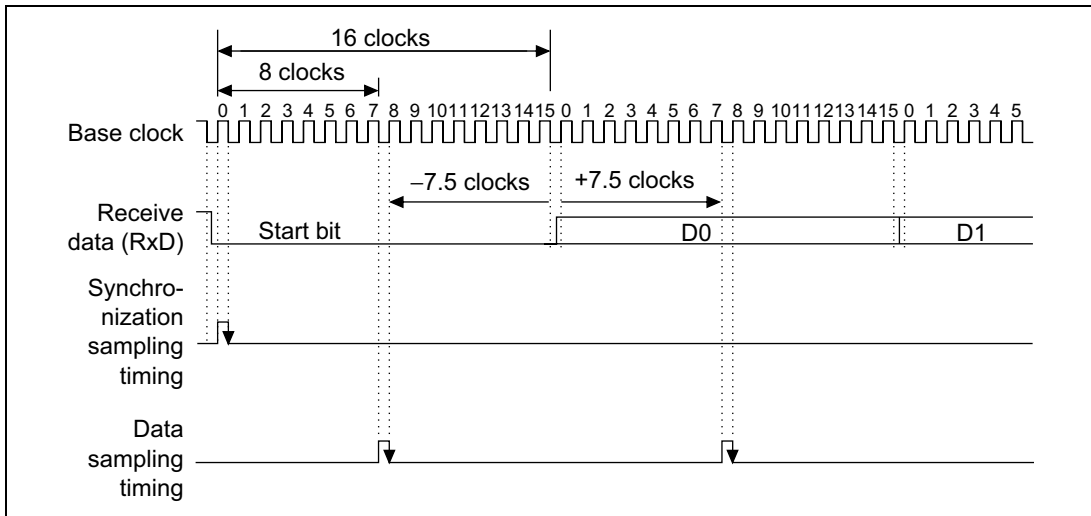 16 clocks
8 clocks
0 1 2 3 4 5 6 7 8 9 10 11 12 13 14 15 0 1 2 3 4 5 6 7 8 9 10 11 12 13 14 15 0 1 2 3 4 5
Base clock
–7.5 clocks
+7.5 clocks
Receive
data (RxD)
Start bit
D0
D1
Synchro-
nization
sampling
timing
Data
sampling
timing